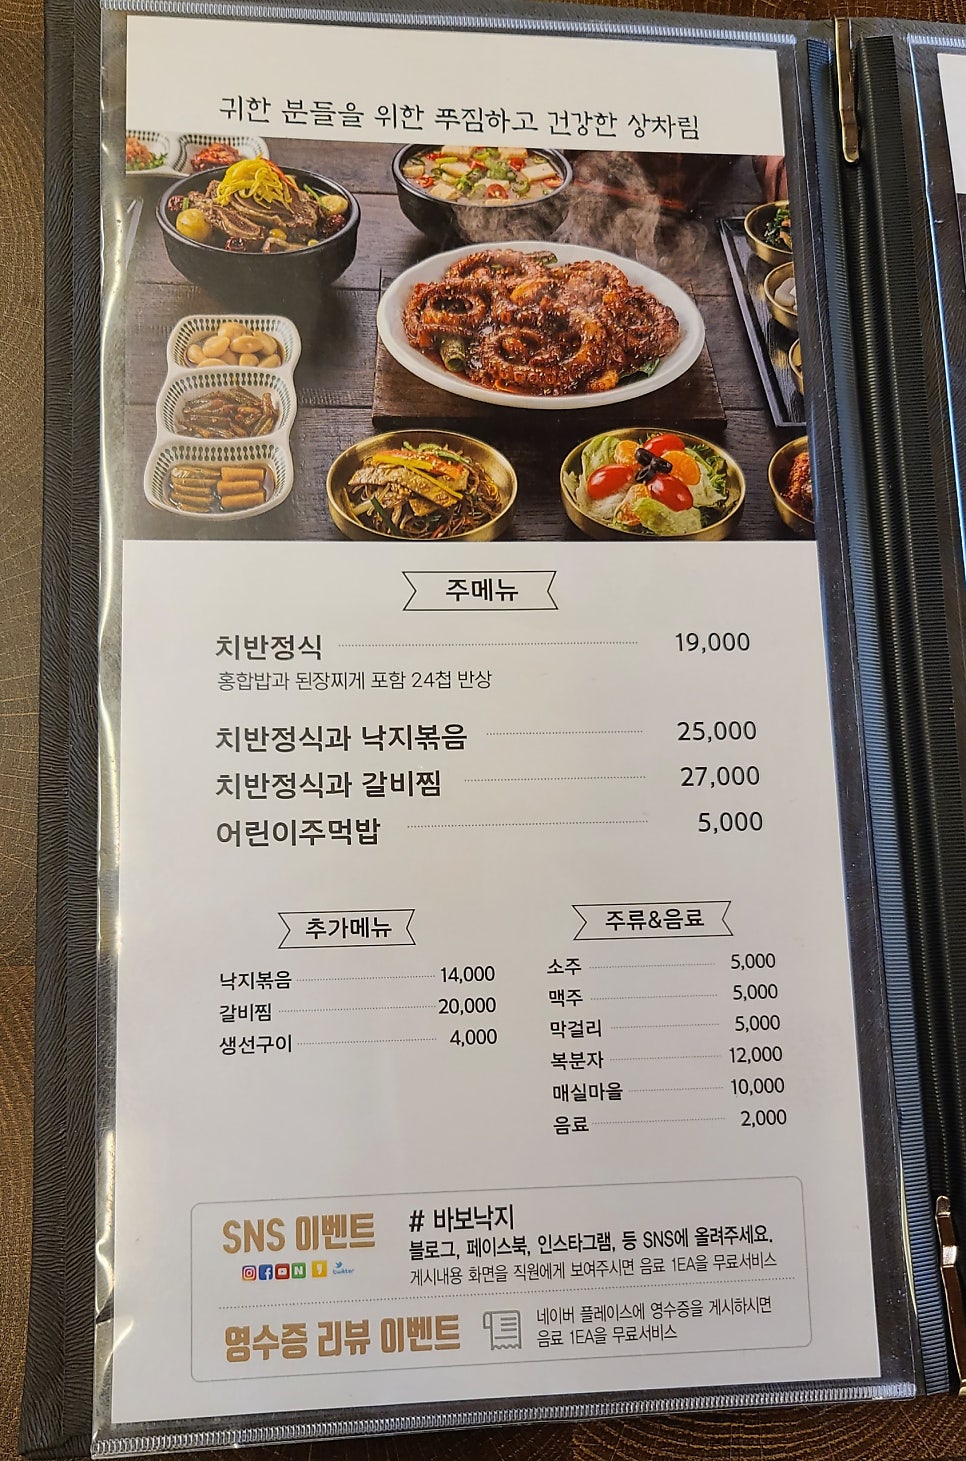 귀한 분들을 위한 푸짐하고 건강한 상차림
주메뉴
치반정식 19,000
홍합밥과 된장찌게 포함 24첩 반상
치반정식과 낙지볶음 25,000
치반정식과 갈비찜 27,000
어린이주먹밥 5,000
추가메뉴
낙지볶음 14,000
갈비찜 20,000
생선구이 4,000
주류&음료
소주 5,000
맥주 5,000
막걸리 5,000
복분자 12,000
매실마을 10,000
음료 2,000
SNS 이벤트
# 바보낙지
블로그, 페이스북, 인스타그램, 등 SNS에 올려주세요.
게시내용 화면을 직원에게 보여주시면 음료 1EA을 무료서비스
twitter
영수증 리뷰 이벤트
네이버 플레이스에 영수증을 게시하시면
음료 1EA을 무료서비스